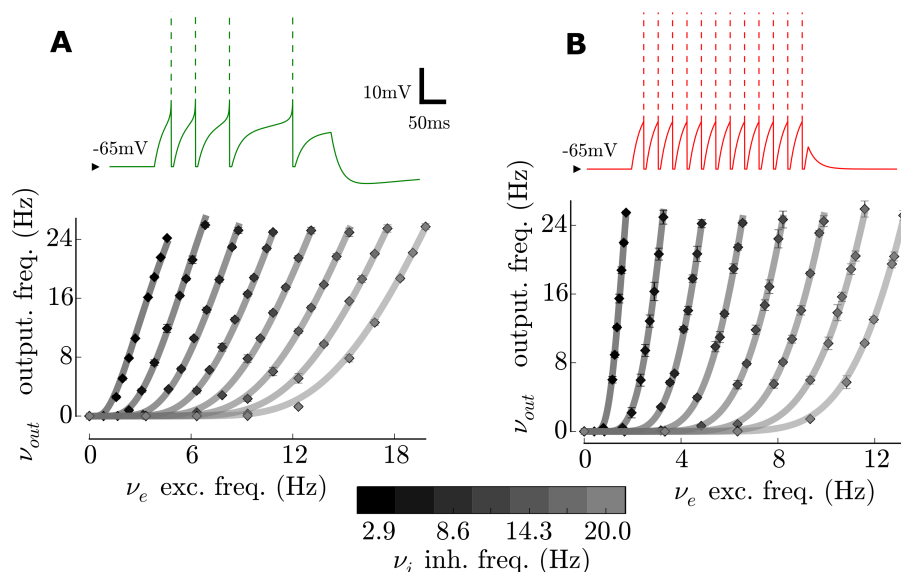 A
B
10mV
50ms
-65mV
-65mV
ν_out output. freq. (Hz)
24
16
8
0
0 6 12 18
ν_e exc. freq. (Hz)
ν_out output. freq. (Hz)
24
16
8
0
0 4 8 12
ν_e exc. freq. (Hz)
2.9 8.6 14.3 20.0
ν_i inh. freq. (Hz)